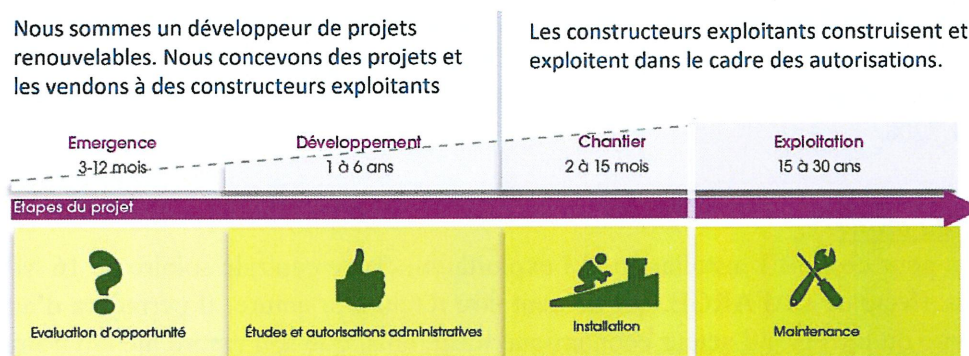 Nous sommes un développeur de projets
renouvelables. Nous concevons des projets et
les vendons à des constructeurs exploitants
Les constructeurs exploitants construisent et
exploitent dans le cadre des autorisations.
Emergence
3-12 mois
Développement
1 à 6 ans
Chantier
2 à 15 mois
Exploitation
15 à 30 ans
Etapes du projet
Evaluation d'opportunité
Études et autorisations administratives
Installation
Maintenance